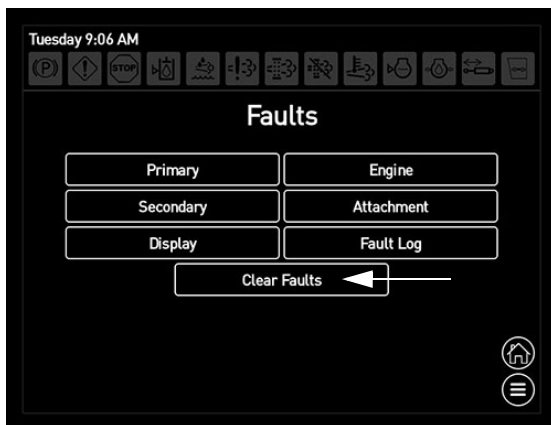 Tuesday 9:06 AM
(P) STOP
Faults
Primary Engine
Secondary Attachment
Display Fault Log
Clear Faults